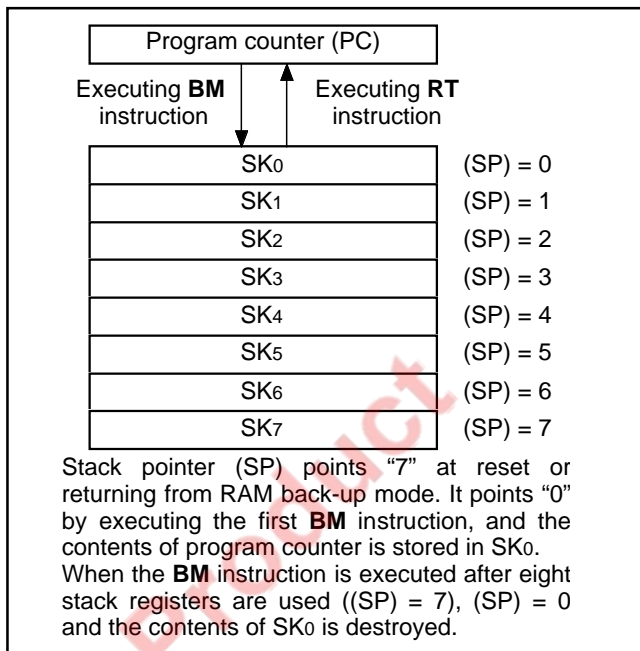 Program counter (PC)
Executing BM
instruction
Executing RT
instruction
SK0 (SP) = 0
SK1 (SP) = 1
SK2 (SP) = 2
SK3 (SP) = 3
SK4 (SP) = 4
SK5 (SP) = 5
SK6 (SP) = 6
SK7 (SP) = 7
Stack pointer (SP) points “7” at reset or
returning from RAM back-up mode. It points “0”
by executing the first BM instruction, and the
contents of program counter is stored in SK0.
When the BM instruction is executed after eight
stack registers are used ((SP) = 7), (SP) = 0
and the contents of SK0 is destroyed.
Product